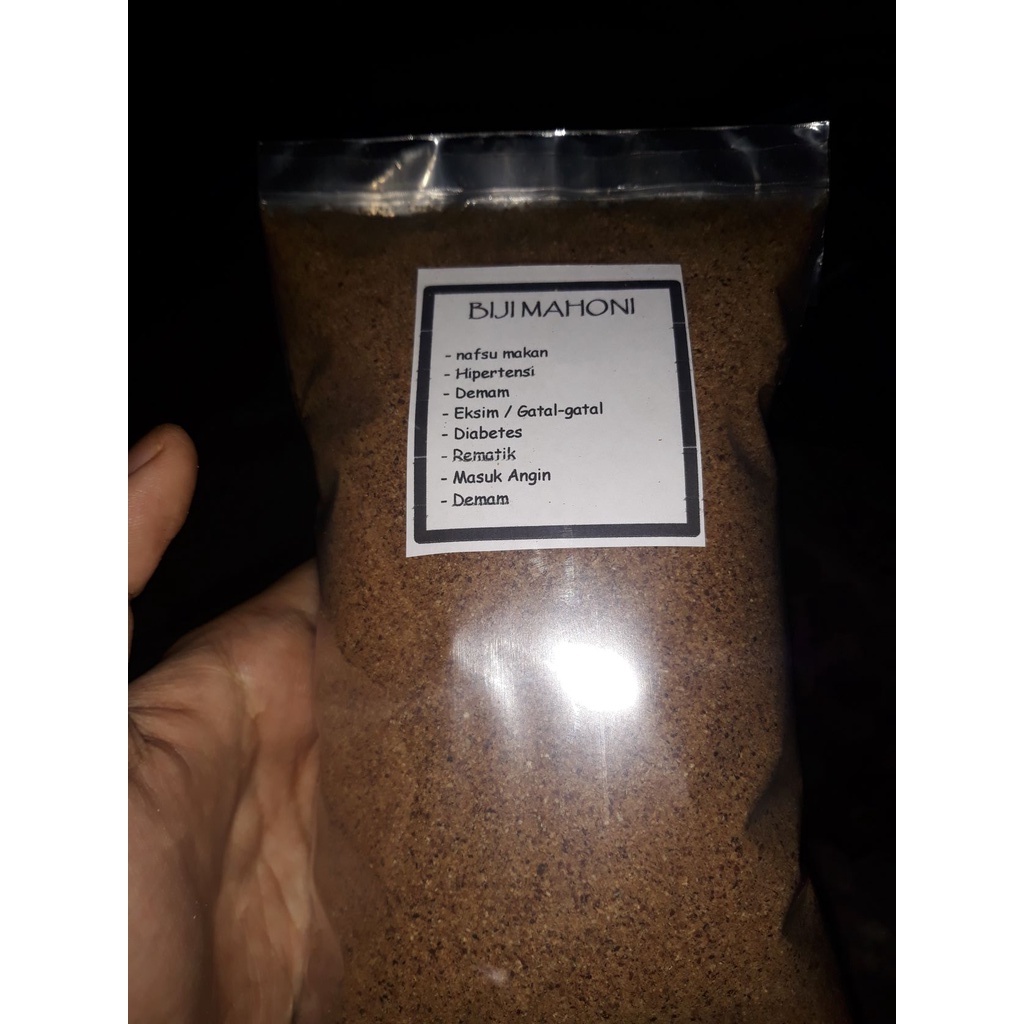 BIJI MAHONI
- nafsu makan
- Hipertensi
- Demam
- Eksim / Gatal-gatal
- Diabetes
- Rematik
- Masuk Angin
- Demam